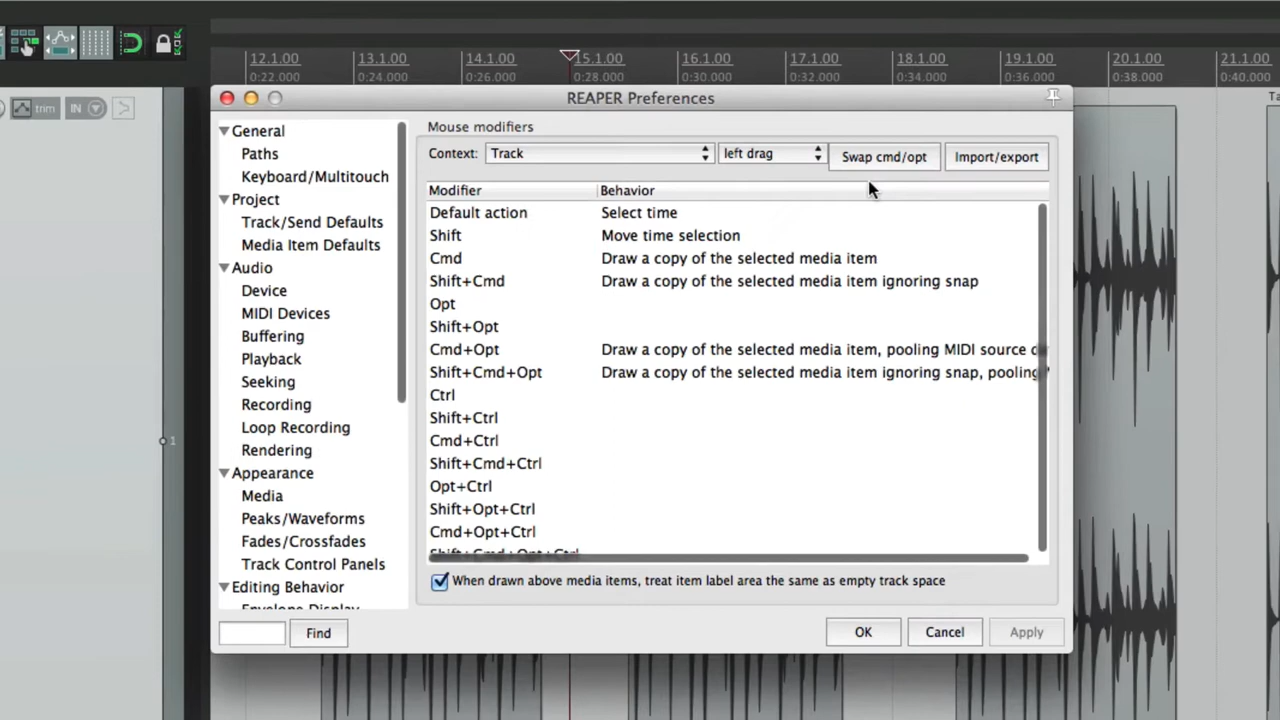 12.1.00 13.1.00 14.1.00 15.1.00 16.1.00 17.1.00 18.1.00 19.1.00 20.1.00 21.1.00
0:22.000 0:24.000 0:26.000 0:28.000 0:30.000 0:32.000 0:34.000 0:36.000 0:38.000 0:40.000
trim IN
1
REAPER Preferences
General
Paths
Keyboard/Multitouch
Project
Track/Send Defaults
Media Item Defaults
Audio
Device
MIDI Devices
Buffering
Playback
Seeking
Recording
Loop Recording
Rendering
Appearance
Media
Peaks/Waveforms
Fades/Crossfades
Track Control Panels
Editing Behavior
Envelope Display
Find
Mouse modifiers
Context: Track left drag Swap cmd/opt Import/export
Modifier Behavior
Default action Select time
Shift Move time selection
Cmd Draw a copy of the selected media item
Shift+Cmd Draw a copy of the selected media item ignoring snap
Opt
Shift+Opt
Cmd+Opt Draw a copy of the selected media item, pooling MIDI source
Shift+Cmd+Opt Draw a copy of the selected media item ignoring snap, pooling
Ctrl
Shift+Ctrl
Cmd+Ctrl
Shift+Cmd+Ctrl
Opt+Ctrl
Shift+Opt+Ctrl
Cmd+Opt+Ctrl
Shift+Cmd+Opt+Ctrl
When drawn above media items, treat item label area the same as empty track space
OK Cancel Apply